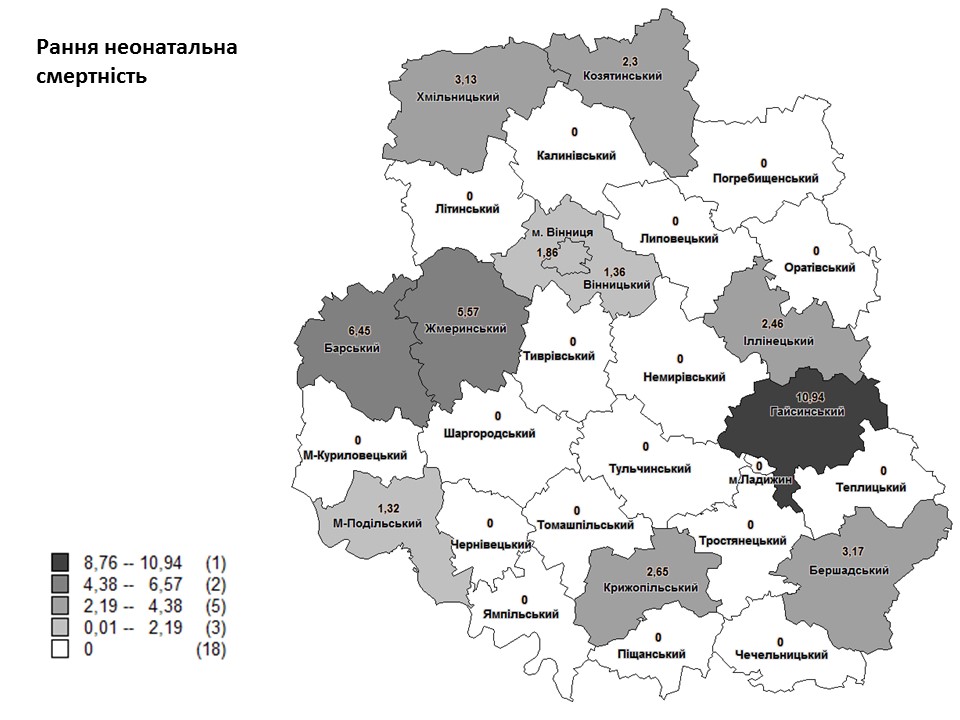 Рання неонатальна
смертність
2,3
Козятинський
3,13
Хмільницький
0
Калинівський
0
Погребищенський
0
Літинський
0
Липовецький
м. Вінниця
1,86
0
Оратівський
1,36
Вінницький
5,57
Жмеринський
6,45
Барський
2,46
Іллінецький
0
Тиврівський
0
Немирівський
10,94
Гайсинський
0
Шаргородський
0
М-Куриловецький
0
Тульчинський
0
м.Ладижин
0
Теплицький
1,32
М-Подільський
0
Томашпільський
0
Чернівецький
0
Тростянецький
3,17
Бершадський
2,65
Крижопільський
0
Ямпільський
0
Піщанський
0
Чечельницький
8,76 -- 10,94 (1)
4,38 -- 6,57 (2)
2,19 -- 4,38 (5)
0,01 -- 2,19 (3)
0 (18)